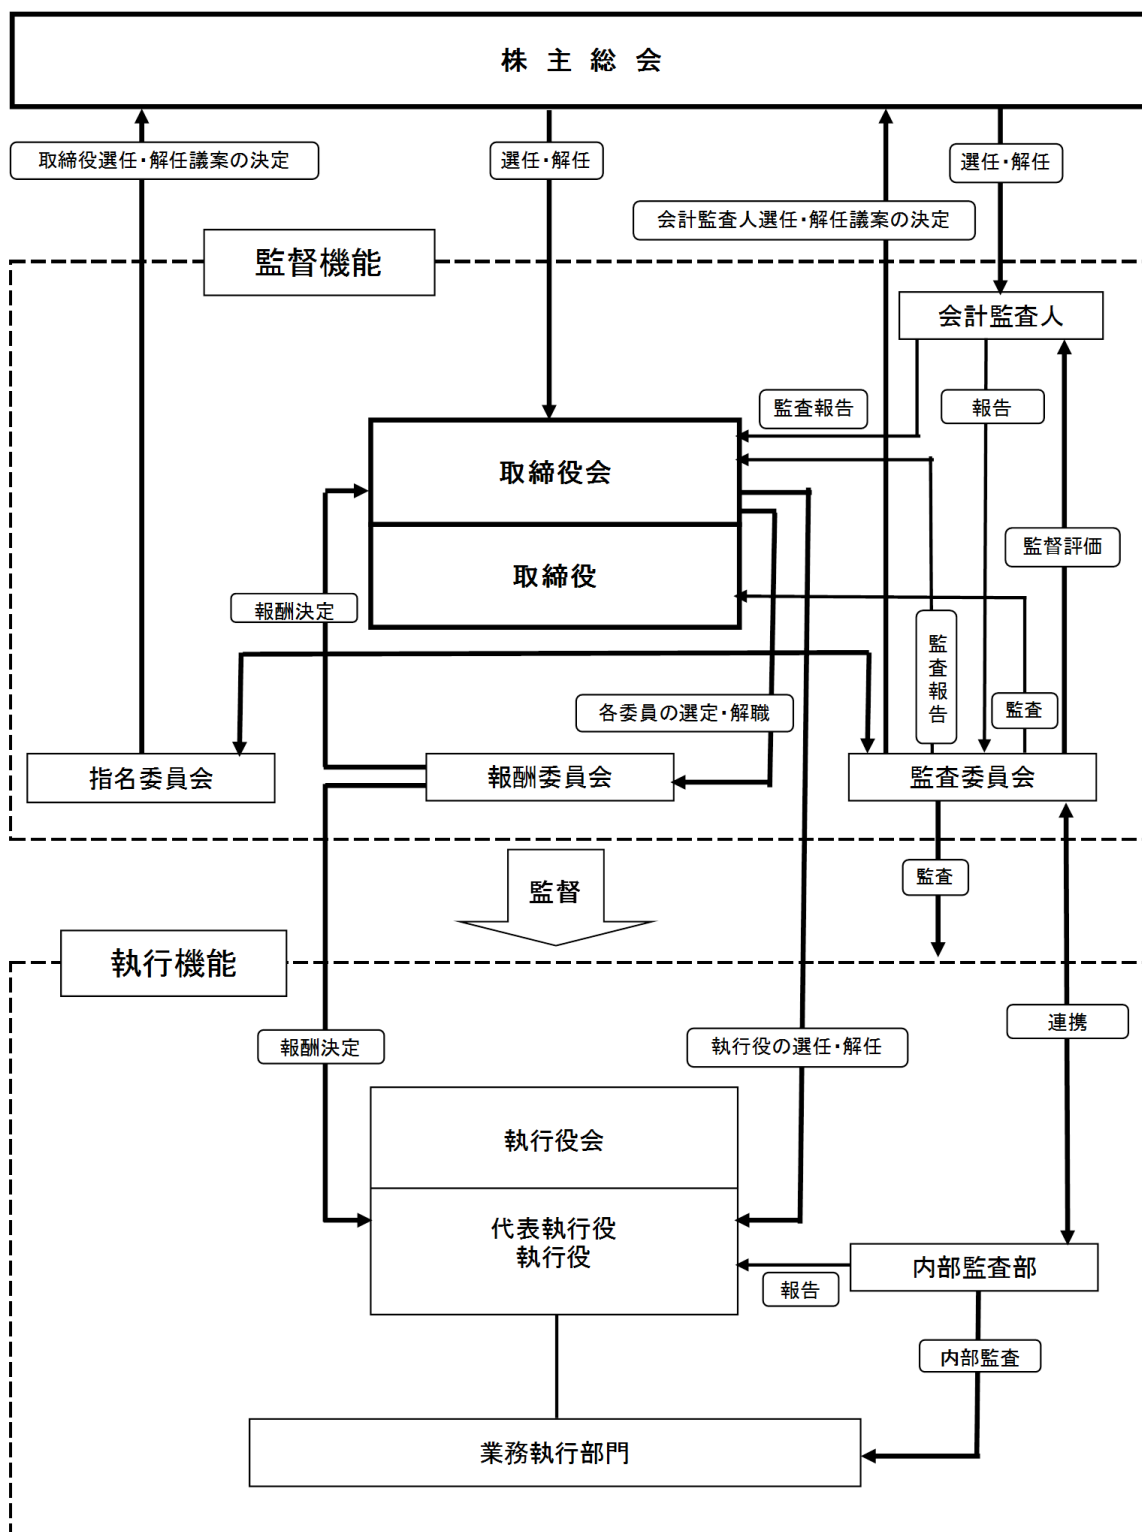 株主総会
取締役選任・解任議案の決定
選任・解任
選任・解任
会計監査人選任・解任議案の決定
監督機能
会計監査人
監査報告
報告
取締役会
監督評価
取締役
報酬決定
監査報告
監査
各委員の選定・解職
指名委員会
報酬委員会
監査委員会
監査
監督
執行機能
連携
報酬決定
執行役の選任・解任
執行役会
代表執行役
執行役
内部監査部
報告
内部監査
業務執行部門